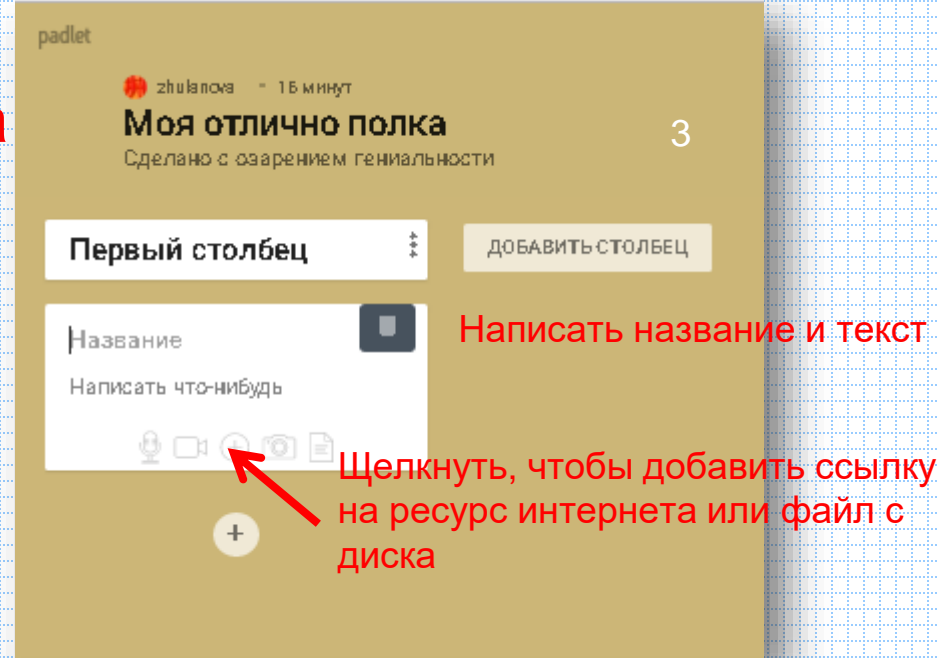 padlet
zhulanova • 16 минут
а
Моя отлично полка
3
Сделано с озарением гениальности
Первый столбец
ДОБАВИТЬ СТОЛБЕЦ
Название
Написать название и текст
Написать что-нибудь
Щелкнуть, чтобы добавить ссылку
на ресурс интернета или файл с
диска